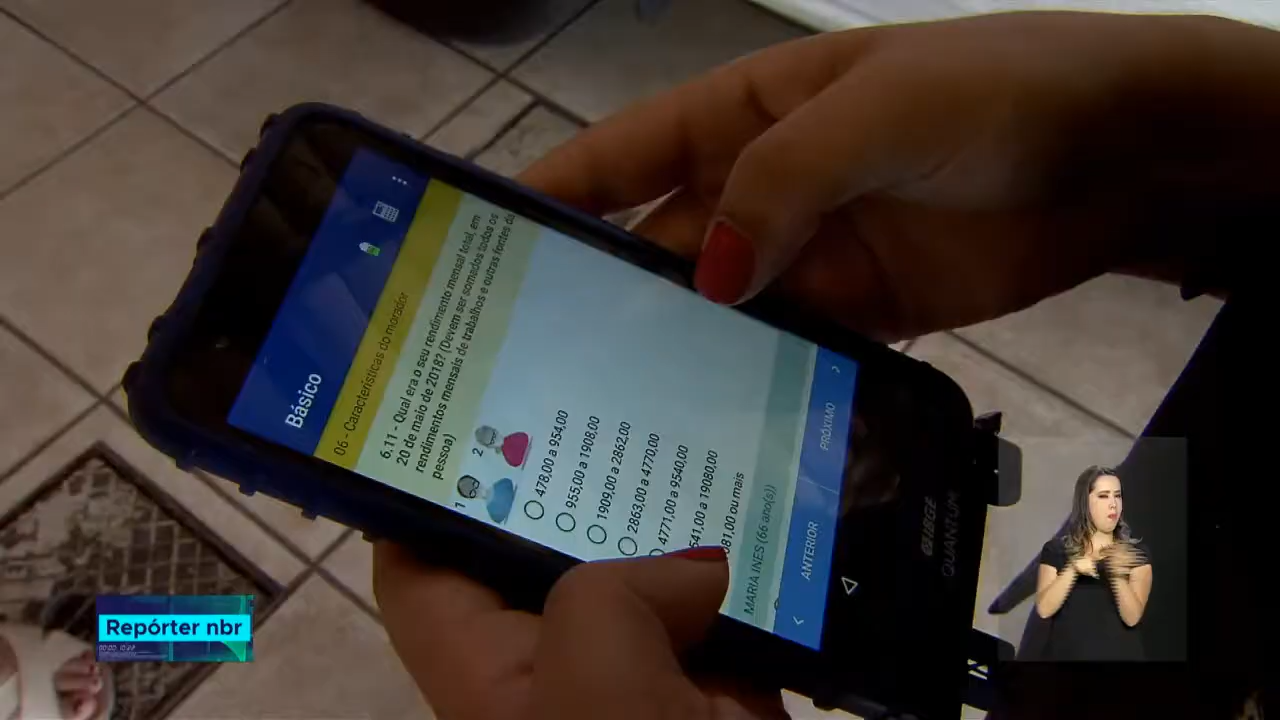 Básico
06 - Características do morador
6.11 - Qual era o seu rendimento mensal total, em
20 de maio de 2018? (Devem ser somados todos os
rendimentos mensais de trabalhos e outras fontes da
pessoa)
1
2
478,00 a 954,00
955,00 a 1908,00
1909,00 a 2862,00
2863,00 a 4770,00
4771,00 a 9540,00
541,00 a 19080,00
081,00 ou mais
MARIA INES (66 ano(s))
ANTERIOR
PRÓXIMO
QUANTUM
Repórter nbr